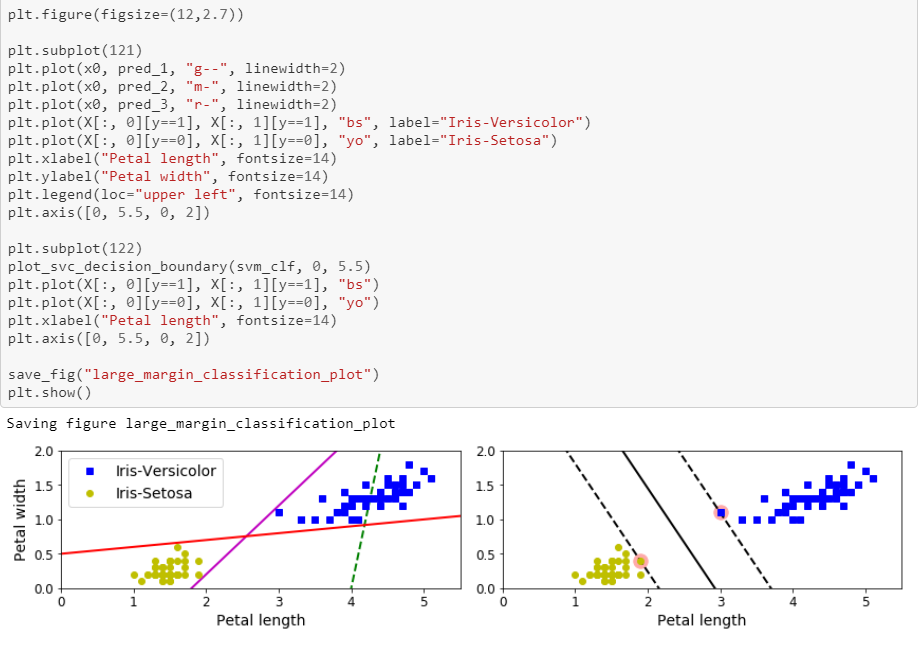 plt.figure(figsize=(12,2.7))
plt.subplot(121)
plt.plot(x0, pred_1, "g--", linewidth=2)
plt.plot(x0, pred_2, "m-", linewidth=2)
plt.plot(x0, pred_3, "r-", linewidth=2)
plt.plot(X[:, 0][y==1], X[:, 1][y==1], "bs", label="Iris-Versicolor")
plt.plot(X[:, 0][y==0], X[:, 1][y==0], "yo", label="Iris-Setosa")
plt.xlabel("Petal length", fontsize=14)
plt.ylabel("Petal width", fontsize=14)
plt.legend(loc="upper left", fontsize=14)
plt.axis([0, 5.5, 0, 2])
plt.subplot(122)
plot_svc_decision_boundary(svm_clf, 0, 5.5)
plt.plot(X[:, 0][y==1], X[:, 1][y==1], "bs")
plt.plot(X[:, 0][y==0], X[:, 1][y==0], "yo")
plt.xlabel("Petal length", fontsize=14)
plt.axis([0, 5.5, 0, 2])
save_fig("large_margin_classification_plot")
plt.show()
Saving figure large_margin_classification_plot
Petal width
2.0
1.5
1.0
0.5
0.0
Iris-Versicolor
Iris-Setosa
0 1 2 3 4 5
Petal length
2.0
1.5
1.0
0.5
0.0
0 1 2 3 4 5
Petal length